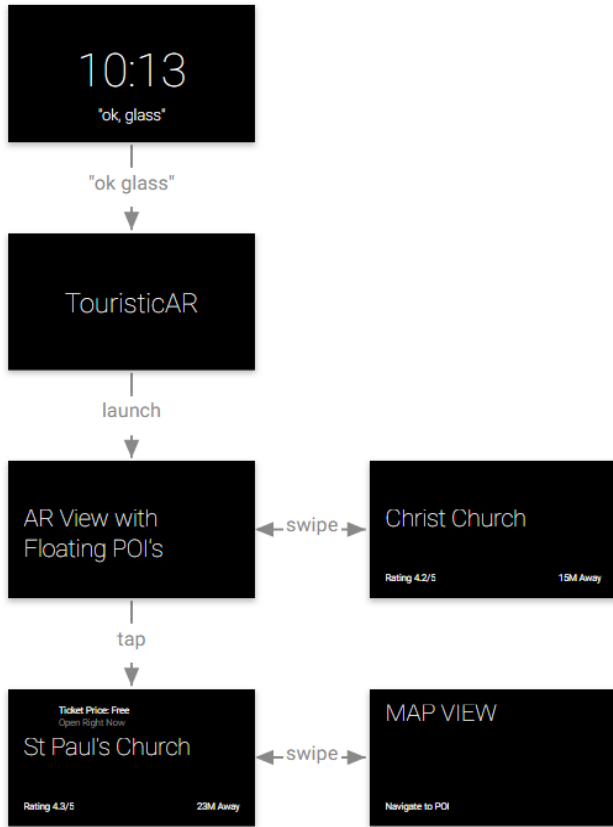 10:13
"ok, glass"
"ok glass"
TouristicAR
launch
AR View with
Floating POI's
swipe
Christ Church
Rating 4.2/5
15M Away
tap
Ticket Price: Free
Open Right Now
St Paul's Church
Rating 4.3/5
23M Away
swipe
MAP VIEW
Navigate to POI